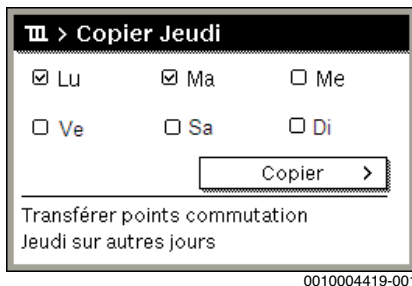 > Copier Jeudi
Lu Ma Me
Ve Sa Di
Copier >
Transférer points commutation
Jeudi sur autres jours
0010004419-001